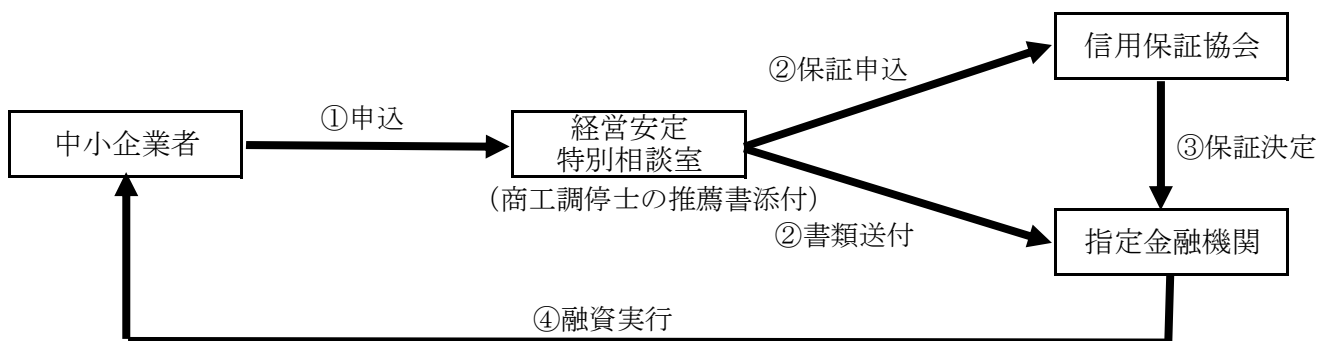 信用保証協会
②保証申込
①申込
中小企業者
経営安定
特別相談室
③保証決定
(商工調停士の推薦書添付)
②書類送付
指定金融機関
④融資実行